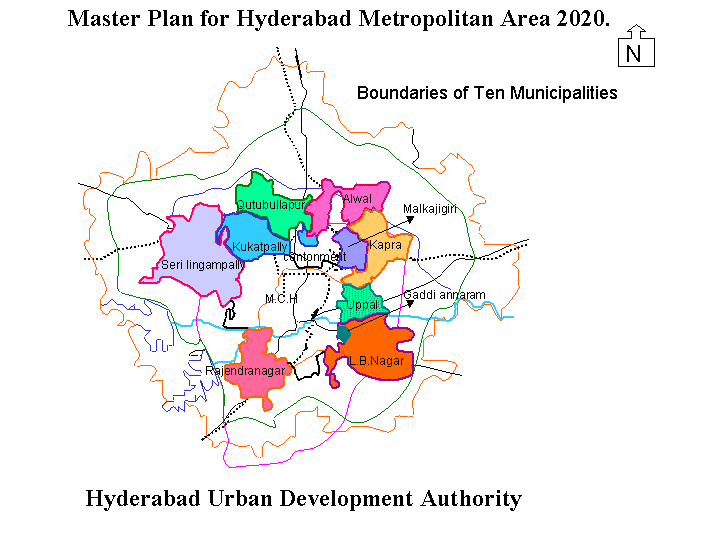 Master Plan for Hyderabad Metropolitan Area 2020.
N
Boundaries of Ten Municipalities
Qutubullapur
Alwal
Malkajigiri
Kukatpally
Kapra
cantonment
Seri lingampally
M.C.H
Uppal
Gaddi annaram
L.B.Nagar
Rajendranagar
Hyderabad Urban Development Authority